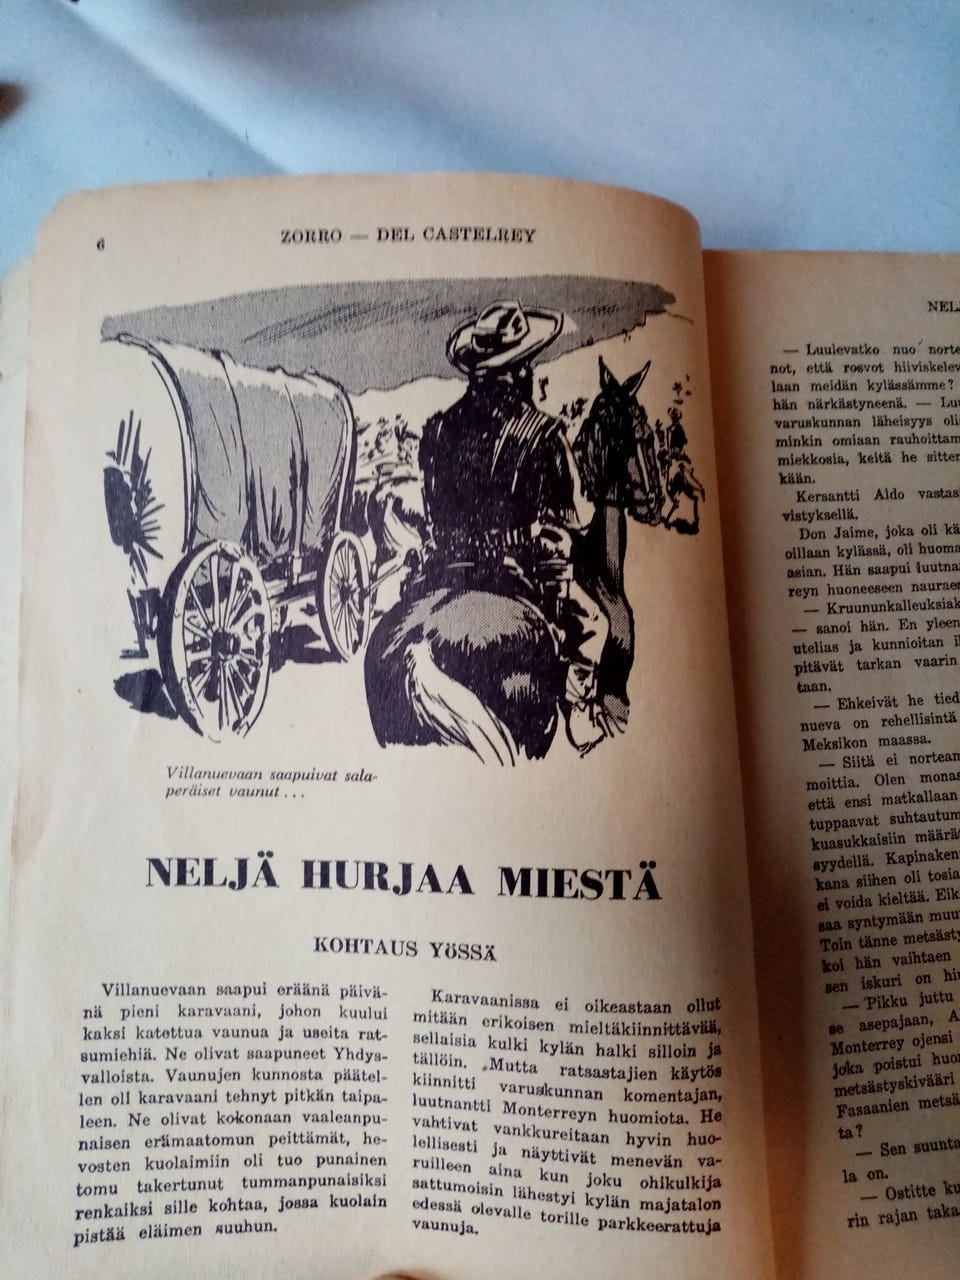 6
ZORRO — DEL CASTELREY
Villanuevaan saapuivat sala-
peräiset vaunut . . .
NELJÄ HURJAA MIESTÄ
KOHTAUS YÖSSÄ
Villanuevaan saapui eräänä päivä-
nä pieni karavaani, johon kuului
kaksi katettua vaunua ja useita rat-
sumiehiä. Ne olivat saapuneet Yhdys-
valloista. Vaunujen kunnosta päätel-
len oli karavaani tehnyt pitkän taipa-
leen. Ne olivat kokonaan vaaleanpu-
naisen erämaatomun peittämät, he-
vosten kuolaimiin oli tuo punainen
tomu takertunut tummanpunaisiksi
renkaiksi sille kohtaa, jossa kuolain
pistää eläimen suuhun.
Karavaanissa ei oikeastaan ollut
mitään erikoisen mieltäkiinnittävää,
sellaisia kulki kylän halki silloin ja
tällöin. Mutta ratsastajien käytös
kiinnitti varuskunnan komentajan,
luutnantti Monterreyn huomiota. He
vahtivat vankkureitaan hyvin huo-
lellisesti ja näyttivät menevän va-
ruilleen aina kun joku ohikulkija
sattumoisin lähestyi kylän majatalon
edessä olevalle torille parkkeerattuja
vaunuja.
NEL
— Luulevatko nuo norte
not, että rosvot hiiviskelev
laan meidän kylässämme?
hän närkästyneenä. — Lu
varuskunnan läheisyys oli
minkin omiaan rauhoittam
miekkosia, keitä he sitten
kään.
Kersantti Aldo vastas
vistyksellä.
Don Jaime, joka oli kä
oillaan kylässä, oli huoma
asian. Hän saapui luutna
reyn huoneeseen nauraen
— Kruununkalleuksiak
— sanoi hän. En yleen
utelias ja kunnioitan i
pitävät tarkan vaarin
taan.
— Ehkeivät he tied
nueva on rehellisintä
Meksikon maassa.
— Siitä ei nortean
moittia. Olen monas
että ensi matkallaan
tuppaavat suhtautum
kuasukkaisiin määrä
syydellä. Kapinaken
kana siihen oli tosia
ei voida kieltää. Eik
saa syntymään muu
Toin tänne metsästy
koi hän vaihtaen
sen iskuri on hi
— Pikku juttu
se asepajaan, A
Monterrey ojensi
joka poistui huo
metsästyskivääri
Fasaanien metsä
ta?
— Sen suunta
la on.
— Ostitte ku
rin rajan taka